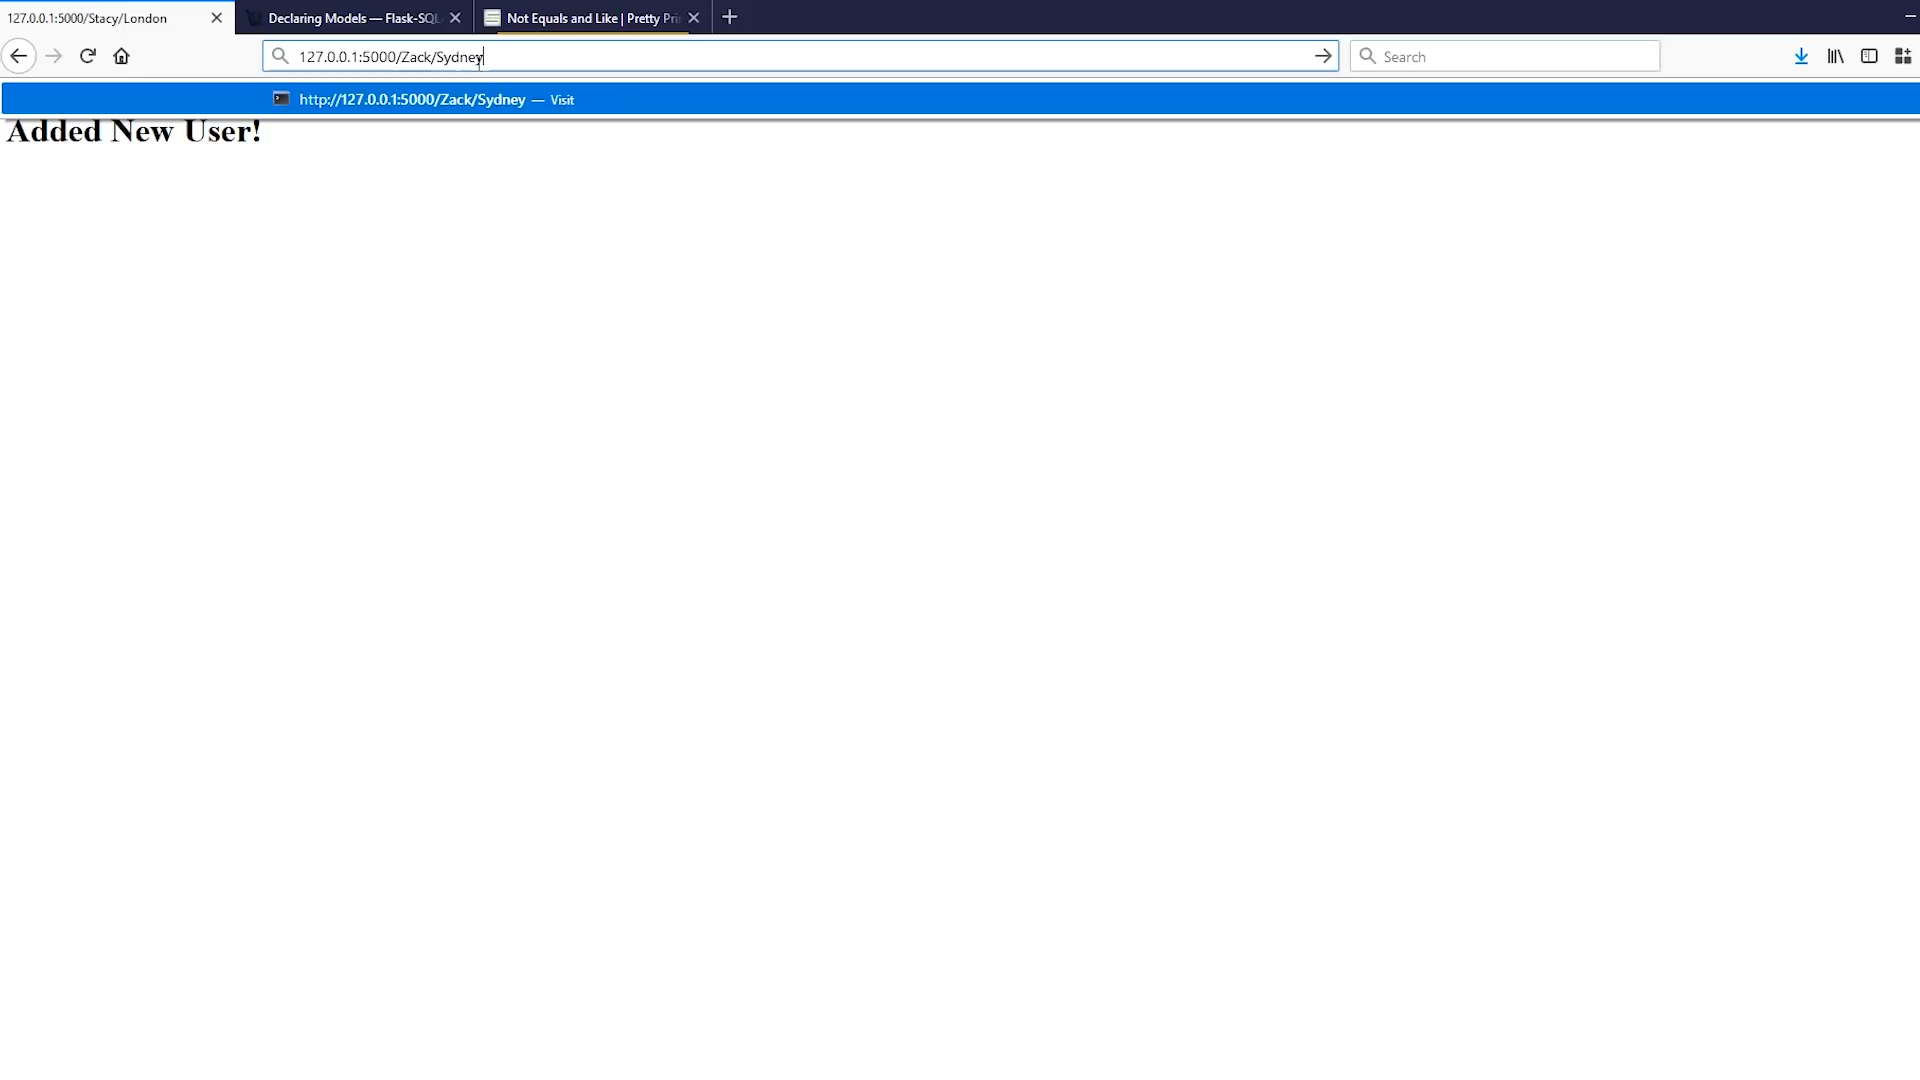 127.0.0.1:5000/Stacy/London
Declaring Models — Flask-SQL
Not Equals and Like | Pretty Pri
127.0.0.1:5000/Zack/Sydney
Search
http://127.0.0.1:5000/Zack/Sydney — Visit
Added New User!